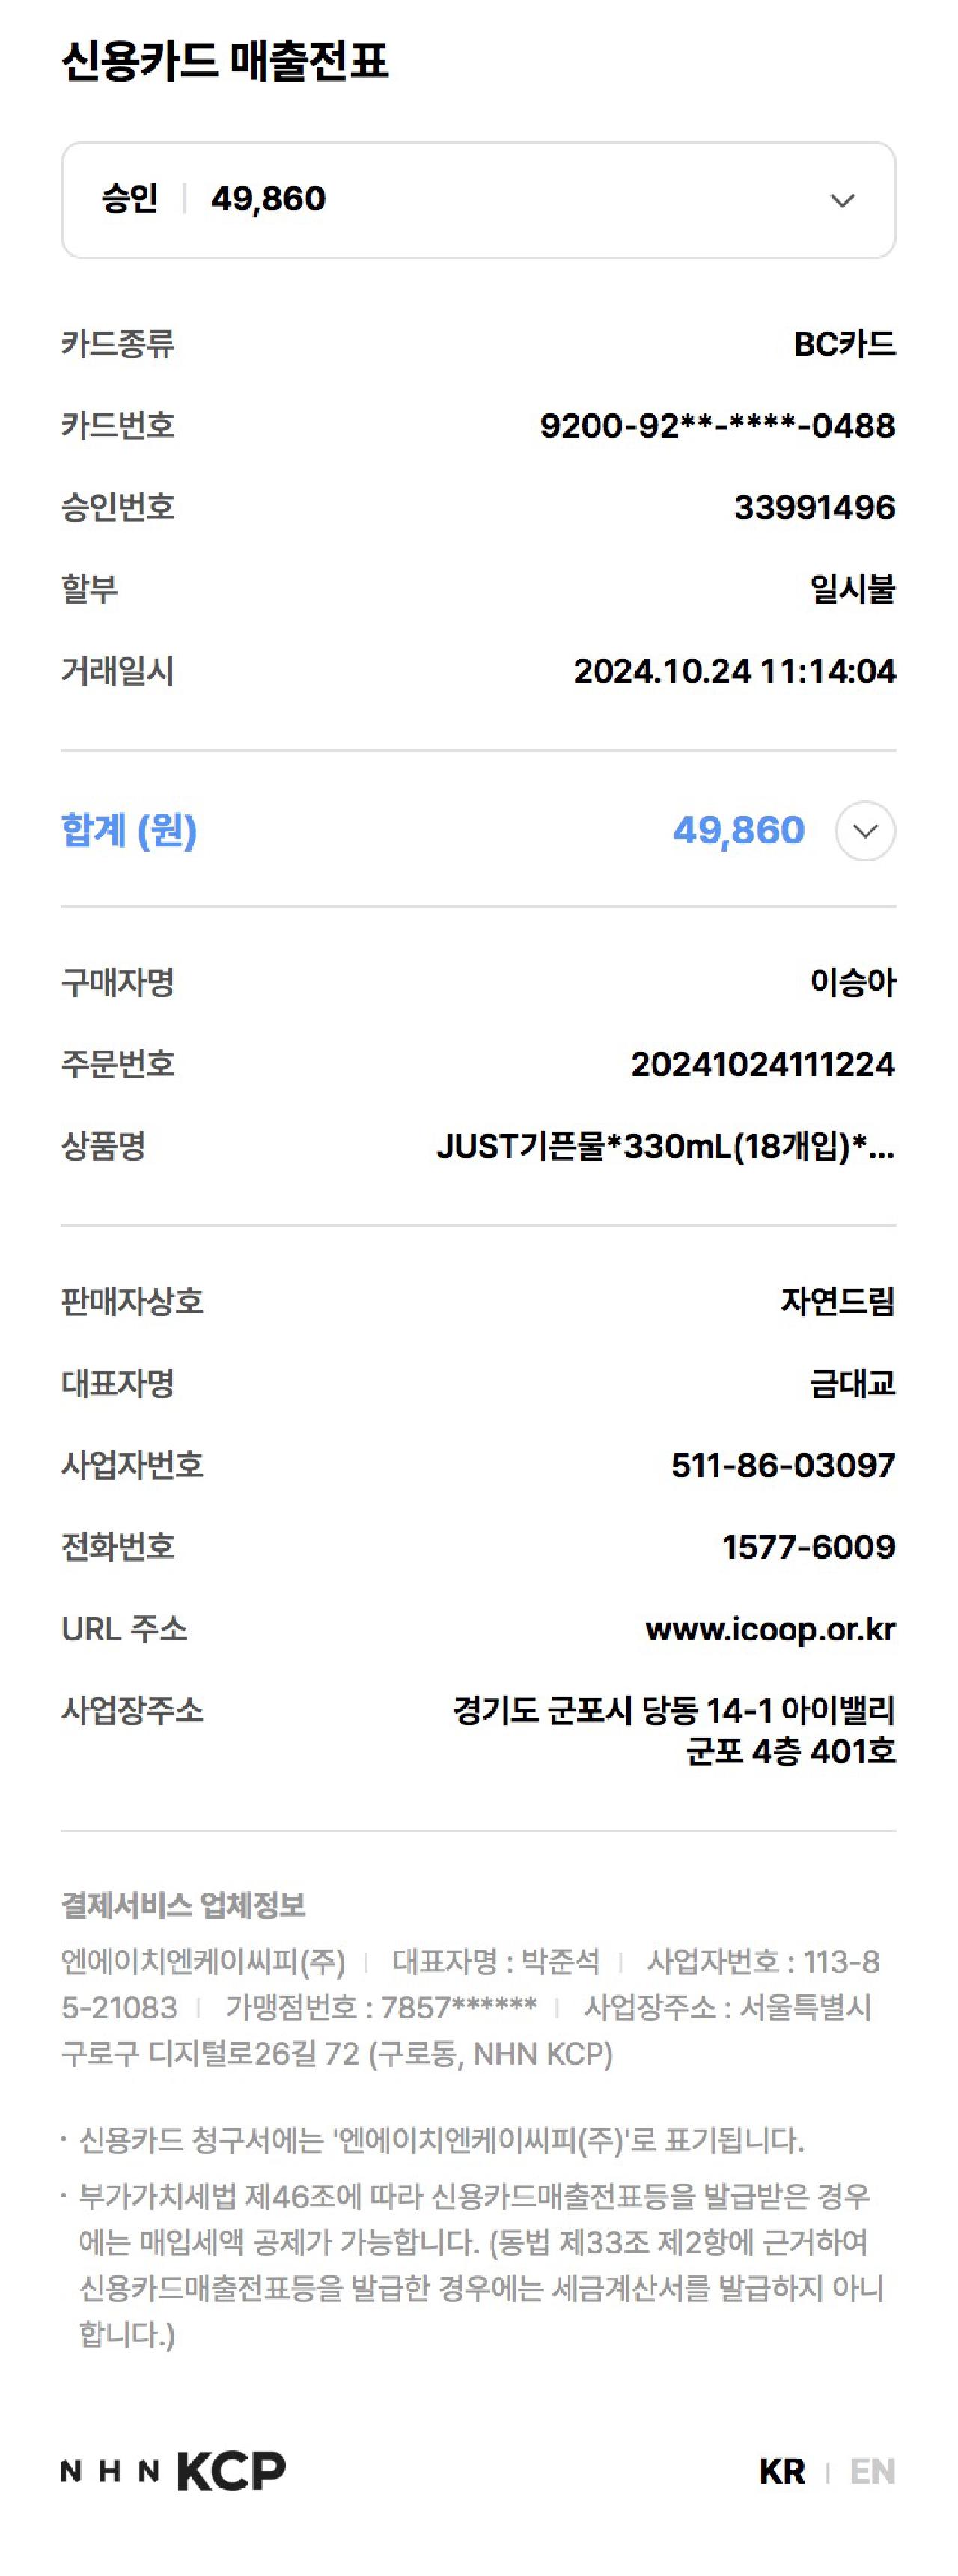 신용카드 매출전표
승인 | 49,860
카드종류 BC카드
카드번호 9200-92**-****-0488
승인번호 33991496
할부 일시불
거래일시 2024.10.24 11:14:04
합계 (원) 49,860
구매자명 이승아
주문번호 20241024111224
상품명 JUST기픈물*330mL(18개입)*...
판매자상호 자연드림
대표자명 금대교
사업자번호 511-86-03097
전화번호 1577-6009
URL 주소 www.icoop.or.kr
사업장주소 경기도 군포시 당동 14-1 아이밸리
군포 4층 401호
결제서비스 업체정보
엔에이치엔케이씨피(주) | 대표자명 : 박준석 | 사업자번호 : 113-8
5-21083 | 가맹점번호 : 7857****** | 사업장주소 : 서울특별시
구로구 디지털로26길 72 (구로동, NHN KCP)
· 신용카드 청구서에는 '엔에이치엔케이씨피(주)'로 표기됩니다.
· 부가가치세법 제46조에 따라 신용카드매출전표등을 발급받은 경우
에는 매입세액 공제가 가능합니다. (동법 제33조 제2항에 근거하여
신용카드매출전표등을 발급한 경우에는 세금계산서를 발급하지 아니
합니다.)
NHN KCP KR | EN